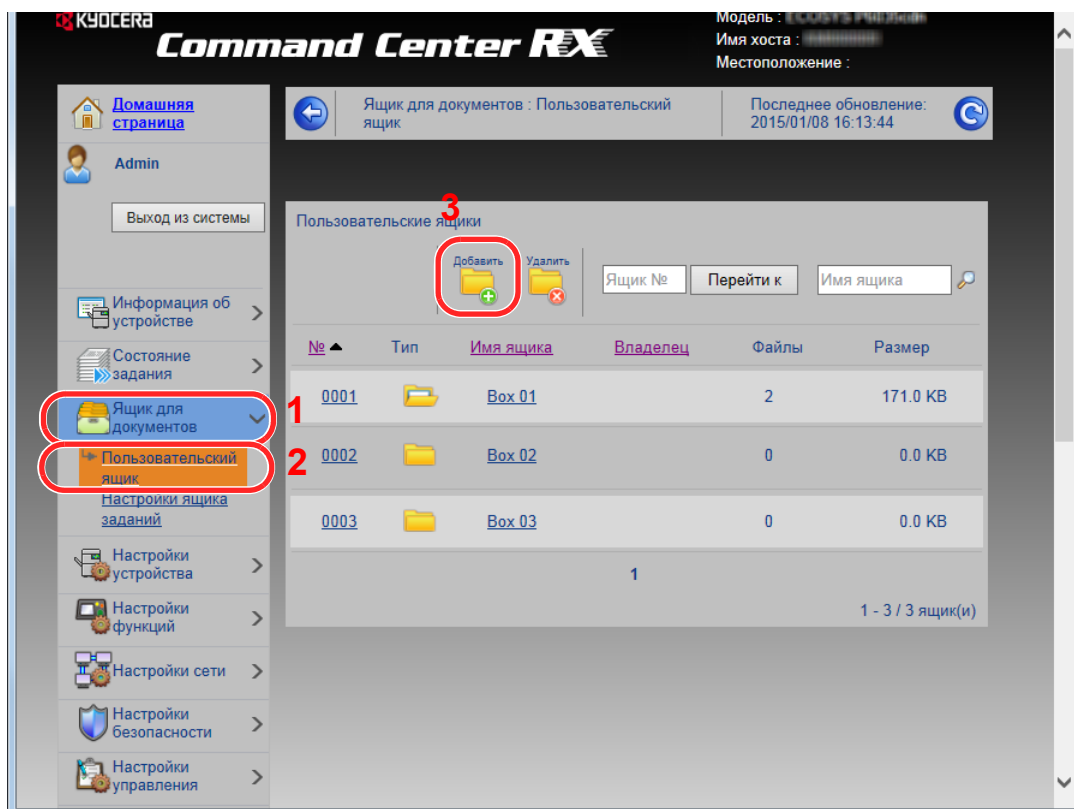 KYOCERA
Command Center RX
Модель :
Имя хоста :
Местоположение :
Домашняя
страница
Ящик для документов : Пользовательский
ящик
Последнее обновление:
2015/01/08 16:13:44
Admin
Выход из системы
3
Пользовательские ящики
Добавить
Удалить
Ящик №
Перейти к
Имя ящика
Информация об
устройстве
№ Тип Имя ящика Владелец Файлы Размер
Состояние
задания
0001 Box 01 2 171.0 KB
Ящик для
документов
1
Пользовательский
ящик
2
0002 Box 02 0 0.0 KB
Настройки ящика
заданий
0003 Box 03 0 0.0 KB
Настройки
устройства
1
Настройки
функций
1 - 3 / 3 ящик(и)
Настройки сети
Настройки
безопасности
Настройки
управления